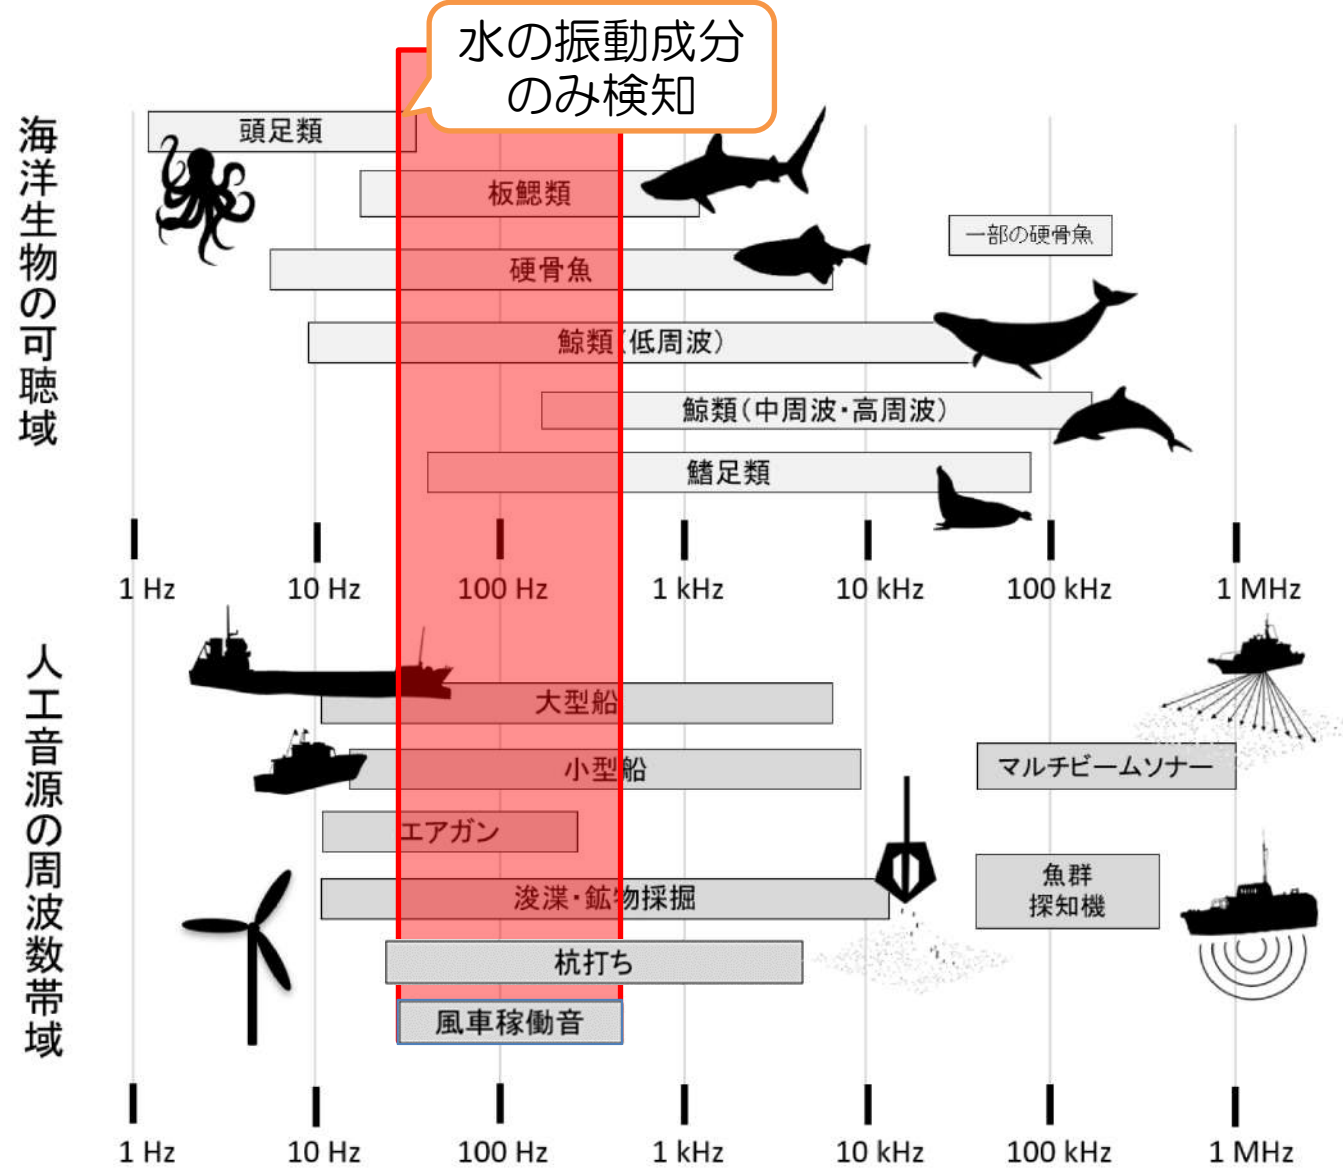 水の振動成分
のみ検知
海洋生物の可聴域
頭足類
板鰓類
一部の硬骨魚
硬骨魚
鯨類(低周波)
鯨類(中周波・高周波)
鰭足類
1 Hz
10 Hz
100 Hz
1 kHz
10 kHz
100 kHz
1 MHz
人工音源の周波数帯域
大型船
小型船
マルチビームソナー
エアガン
浚渫・鉱物採掘
魚群
探知機
杭打ち
風車稼働音
1 Hz
10 Hz
100 Hz
1 kHz
10 kHz
100 kHz
1 MHz